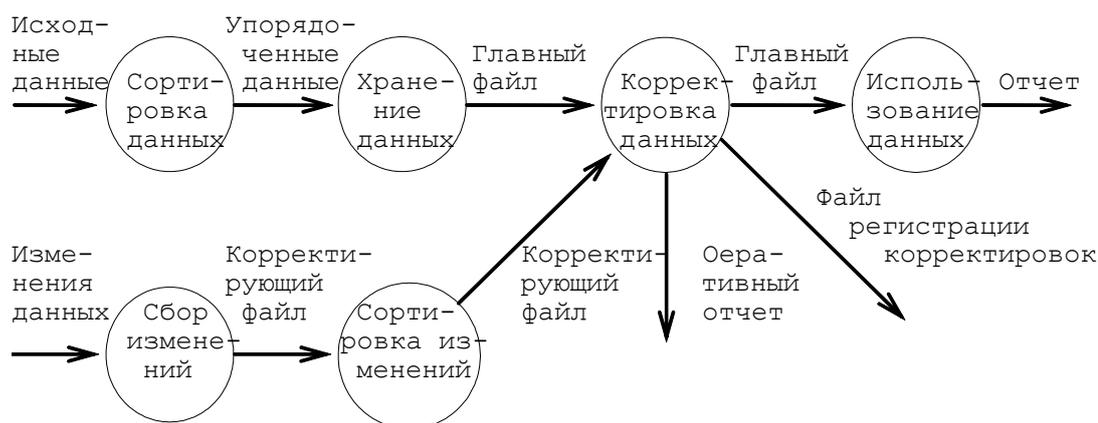 Исход-
ные
данные
Сорти-
ровка
данных
Упорядо-
ченные
данные
Хране-
ние
данных
Главный
файл
Коррек-
тировка
данных
Главный
файл
Исполь-
зование
данных
Отчет
Файл
регистрации
корректировок
Изме-
нения
данных
Сбор
измене-
ний
Корректи-
рующий
файл
Сорти-
ровка из-
менений
Корректи-
рующий
файл
Оера-
тивный
отчет